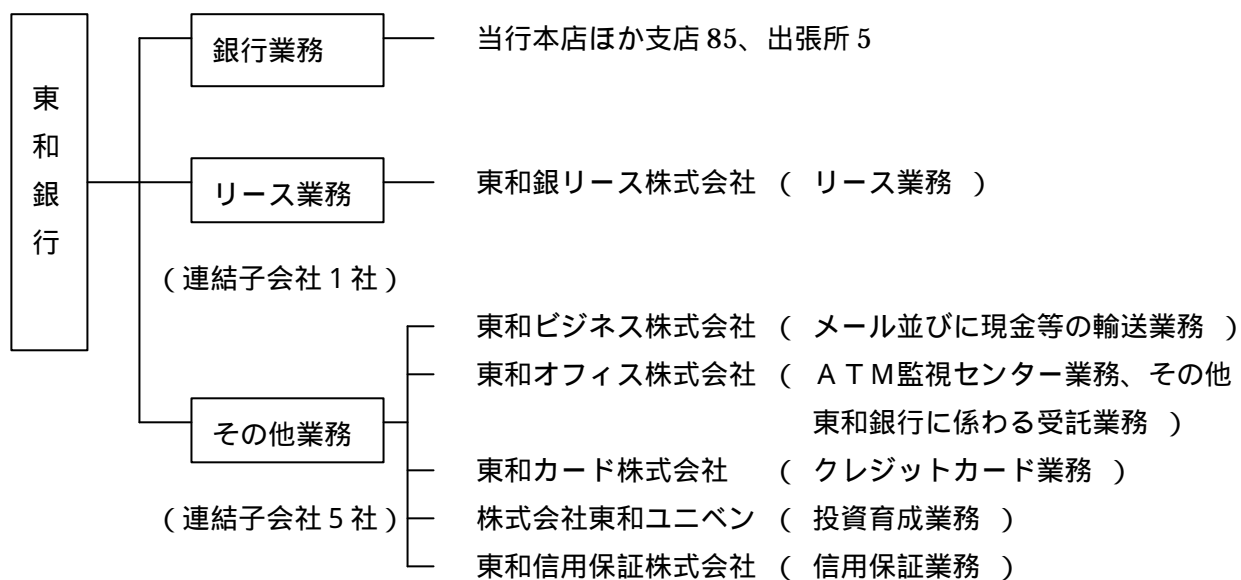 東和銀行
銀行業務
当行本店ほか支店 85、出張所 5
リース業務
東和銀リース株式会社 ( リース業務 )
( 連結子会社 1 社 )
東和ビジネス株式会社 ( メール並びに現金等の輸送業務 )
東和オフィス株式会社 ( ATM監視センター業務、その他
東和銀行に係わる受託業務 )
その他業務
東和カード株式会社 ( クレジットカード業務 )
( 連結子会社 5 社 )
株式会社東和ユニベン ( 投資育成業務 )
東和信用保証株式会社 ( 信用保証業務 )